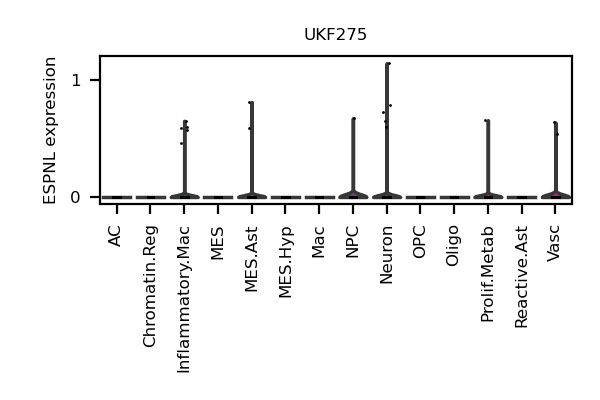 UKF275
ESPNL expression
1
0
AC
Chromatin.Reg
Inflammatory.Mac
MES
MES.Ast
MES.Hyp
Mac
NPC
Neuron
OPC
Oligo
Prolif.Metab
Reactive.Ast
Vasc